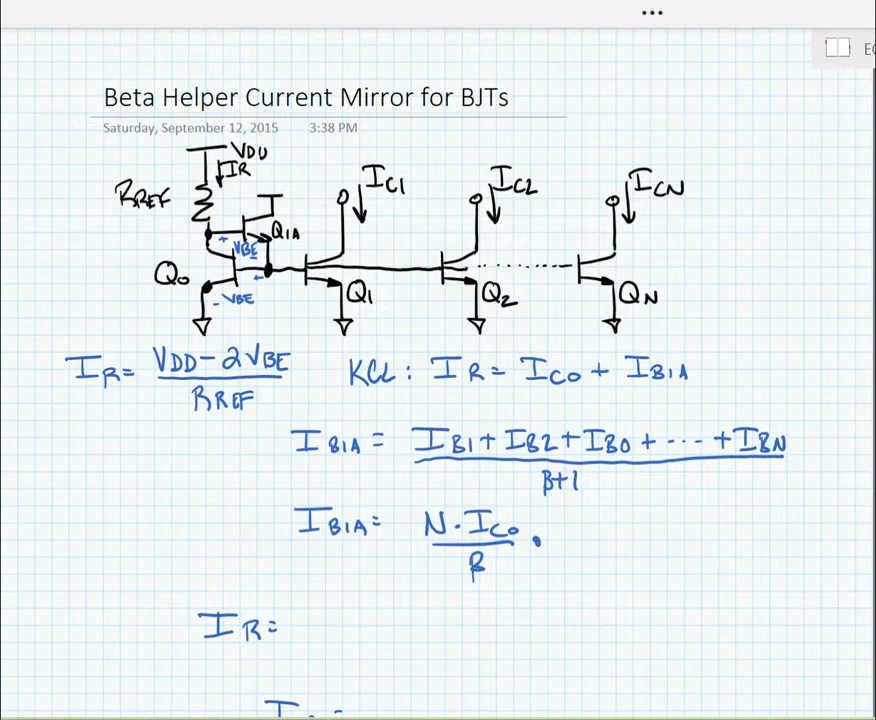 EC
Beta Helper Current Mirror for BJTs
Saturday, September 12, 2015 3:38 PM
VDD
IR
RREF
IC1
IC2
ICN
Q1A
+ VBE -
Q0
- VBE
Q1
Q2
QN
IR = VDD - 2VBE / RREF
KCL : IR = IC0 + IB1A
IB1A = IB1 + IB2 + IB0 + ... + IBN / β+1
IB1A = N · IC0 / β ·
IR =